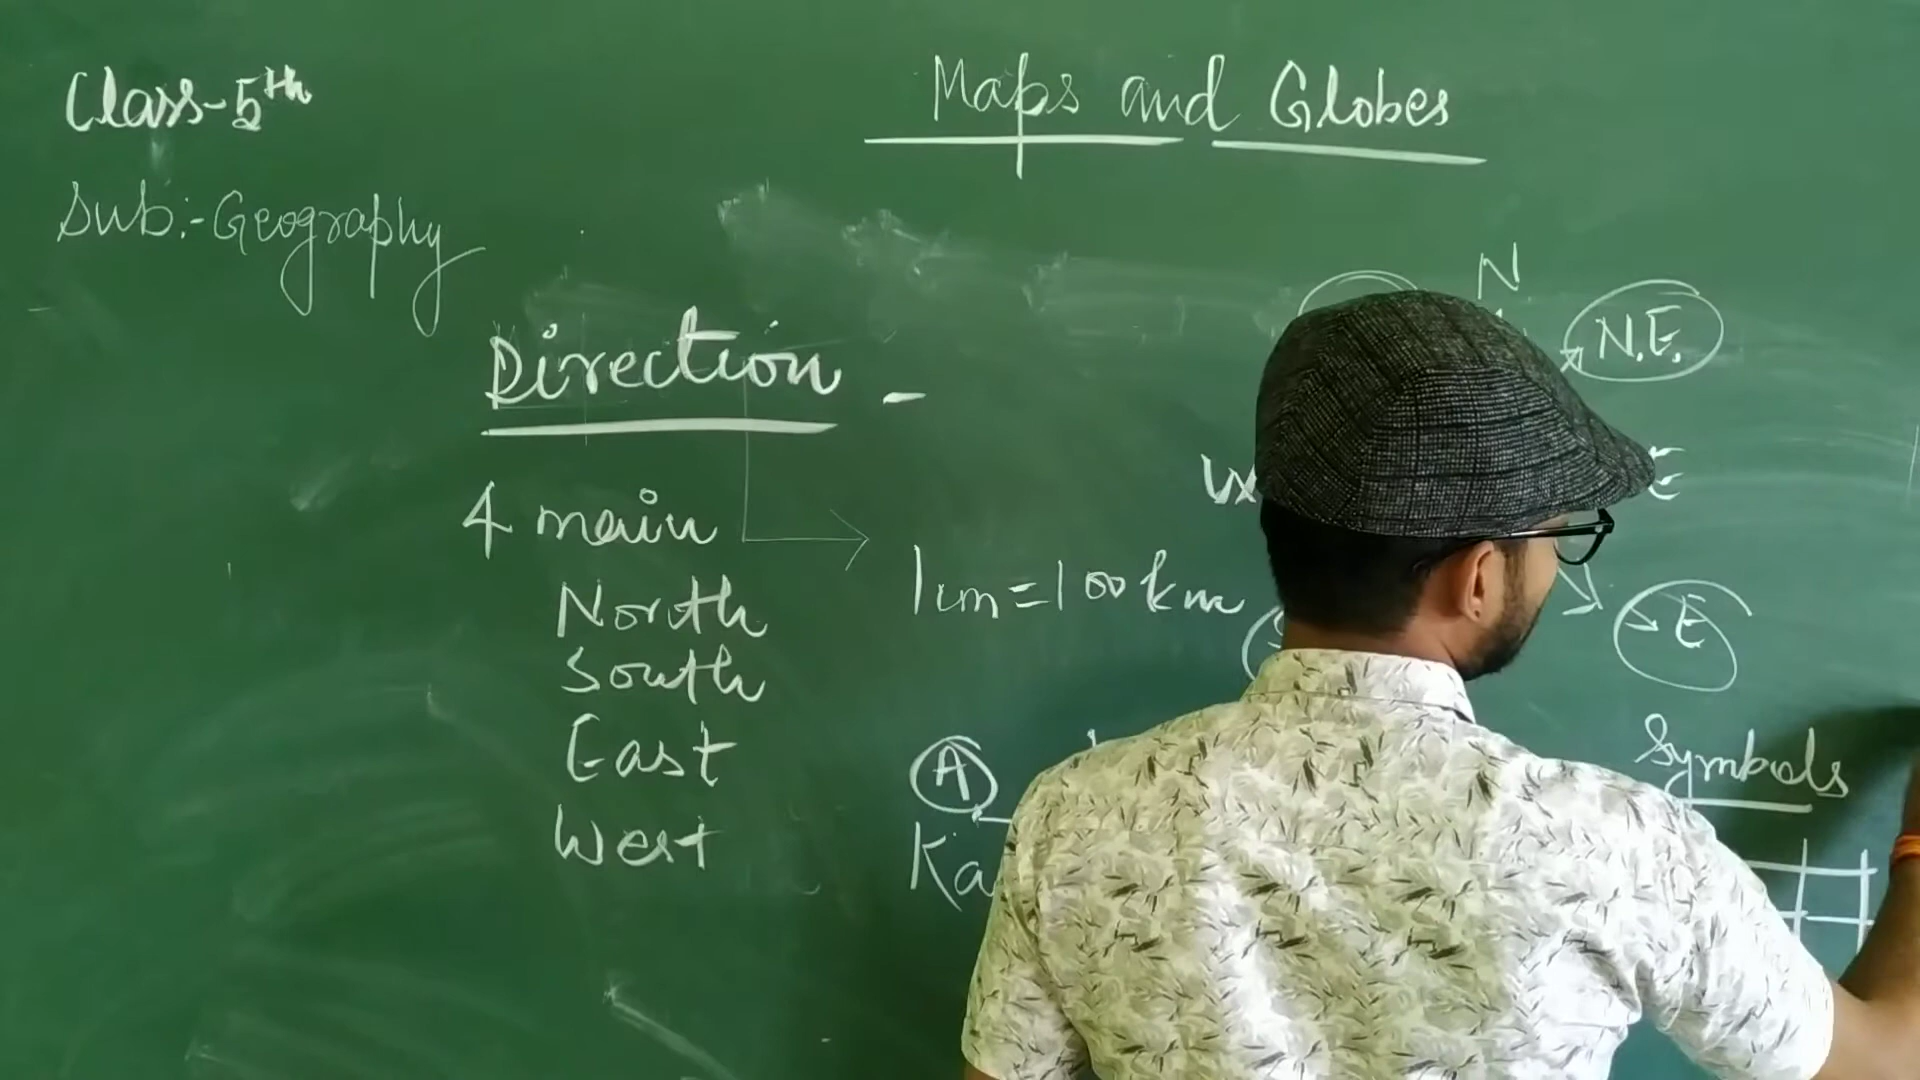 Class-5th
Maps and Globes
Sub:-Geography
N
N.E.
Direction -
W
E
4 main
1cm=100km
North
E
South
Symbols
East
A
West